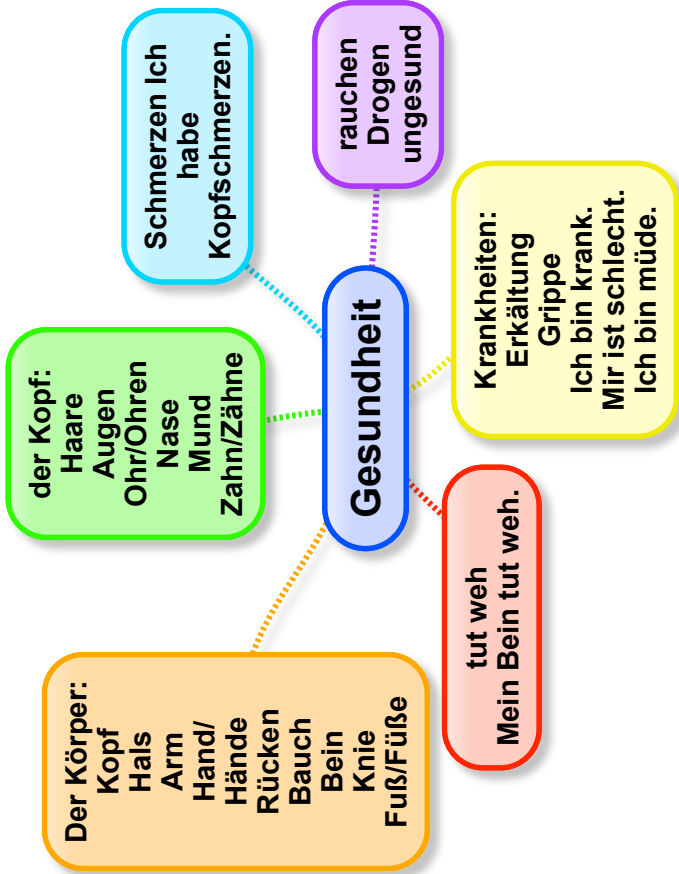 Der Körper:
Kopf
Hals
Arm
Hand/
Hände
Rücken
Bauch
Bein
Knie
Fuß/Füße
der Kopf:
Haare
Augen
Ohr/Ohren
Nase
Mund
Zahn/Zähne
Schmerzen Ich
habe
Kopfschmerzen.
Gesundheit
tut weh
Mein Bein tut weh.
Krankheiten:
Erkältung
Grippe
Ich bin krank.
Mir ist schlecht.
Ich bin müde.
rauchen
Drogen
ungesund